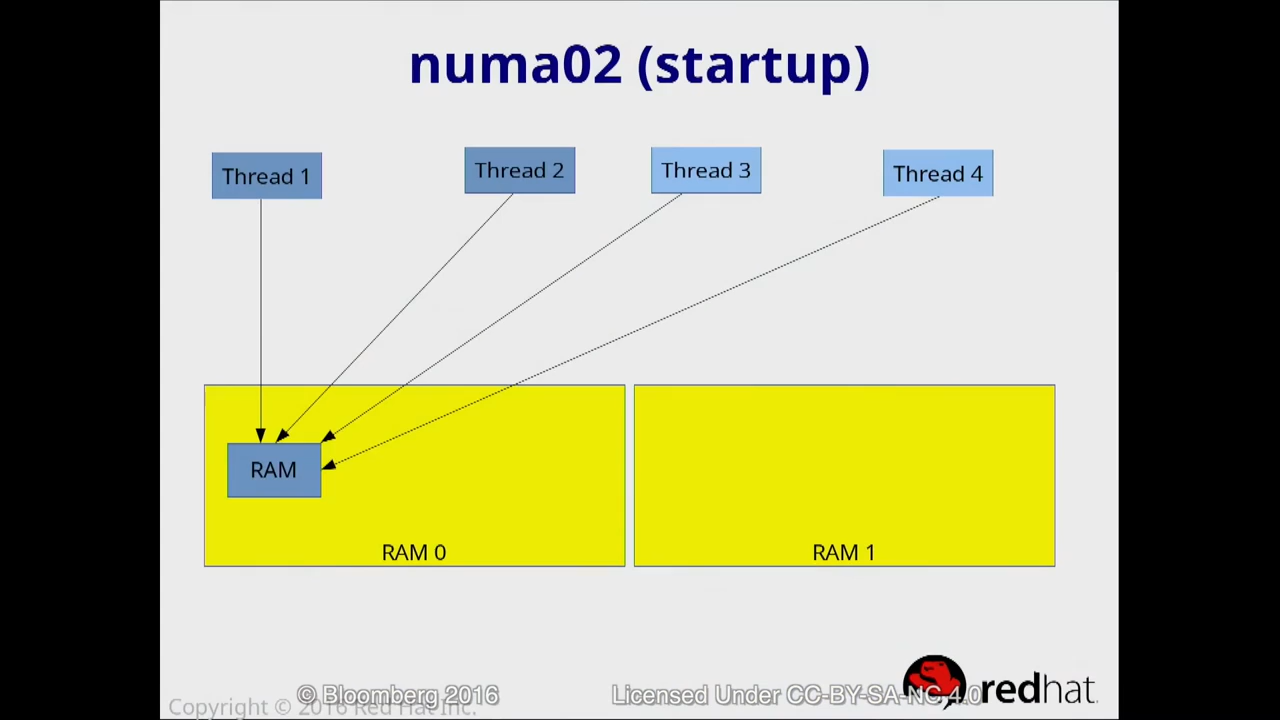 numa02 (startup)
Thread 1
Thread 2
Thread 3
Thread 4
RAM
RAM 0
RAM 1
redhat.
© Bloomberg 2016
Licensed Under CC-BY-SA-NC 4.0
Copyright © 2016 Red Hat Inc.